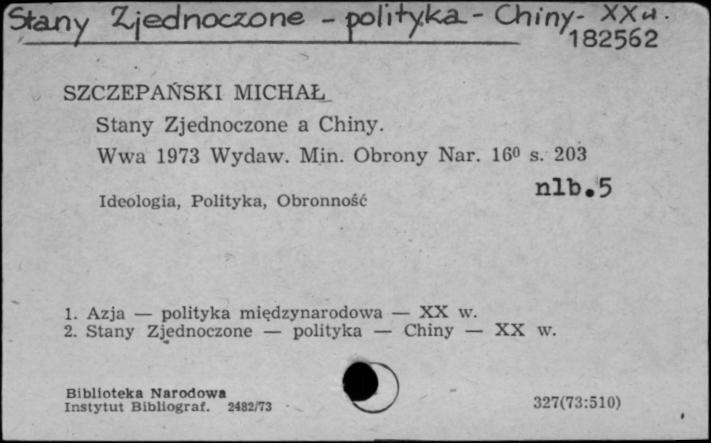 Stany Zjednoczone - polityka - Chiny - XX w.
182562
SZCZEPAŃSKI MICHAŁ
Stany Zjednoczone a Chiny.
Wwa 1973 Wydaw. Min. Obrony Nar. 16⁰ s. 203
nlb.5
Ideologia, Polityka, Obronność
1. Azja — polityka międzynarodowa — XX w.
2. Stany Zjednoczone — polityka — Chiny — XX w.
Biblioteka Narodowa
Instytut Bibliograf. 2482/73
327(73:510)